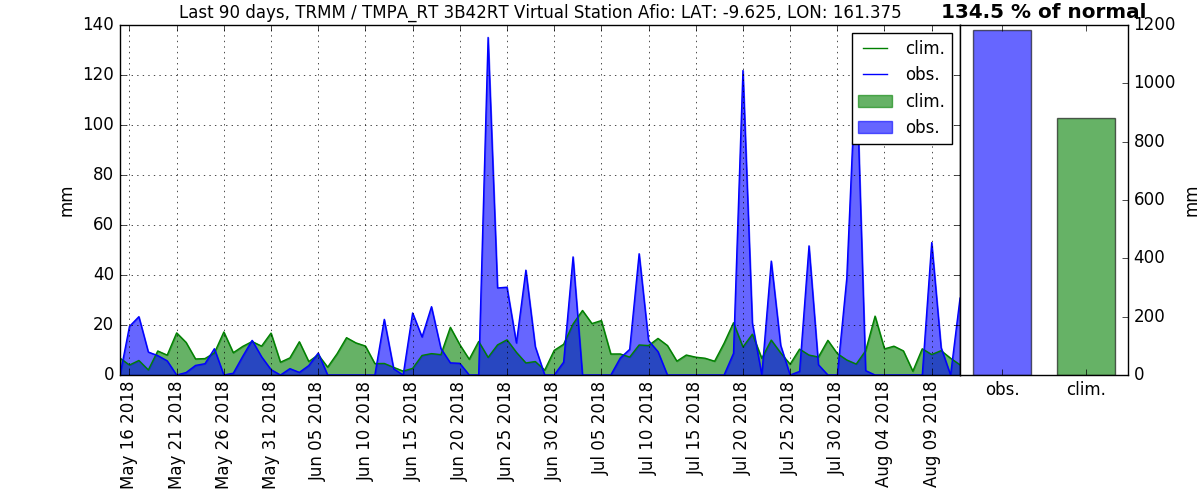 Last 90 days, TRMM / TMPA_RT 3B42RT Virtual Station Afio: LAT: -9.625, LON: 161.375
134.5 % of normal
140
120
100
80
60
40
20
0
mm
clim.
obs.
clim.
obs.
May 16 2018
May 21 2018
May 26 2018
May 31 2018
Jun 05 2018
Jun 10 2018
Jun 15 2018
Jun 20 2018
Jun 25 2018
Jun 30 2018
Jul 05 2018
Jul 10 2018
Jul 15 2018
Jul 20 2018
Jul 25 2018
Jul 30 2018
Aug 04 2018
Aug 09 2018
1200
1000
800
600
400
200
0
mm
obs.
clim.